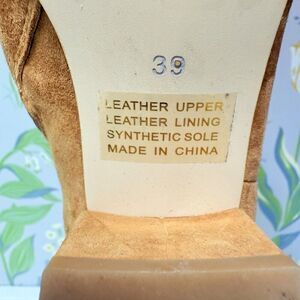 39
LEATHER UPPER
LEATHER LINING
SYNTHETIC SOLE
MADE IN CHINA